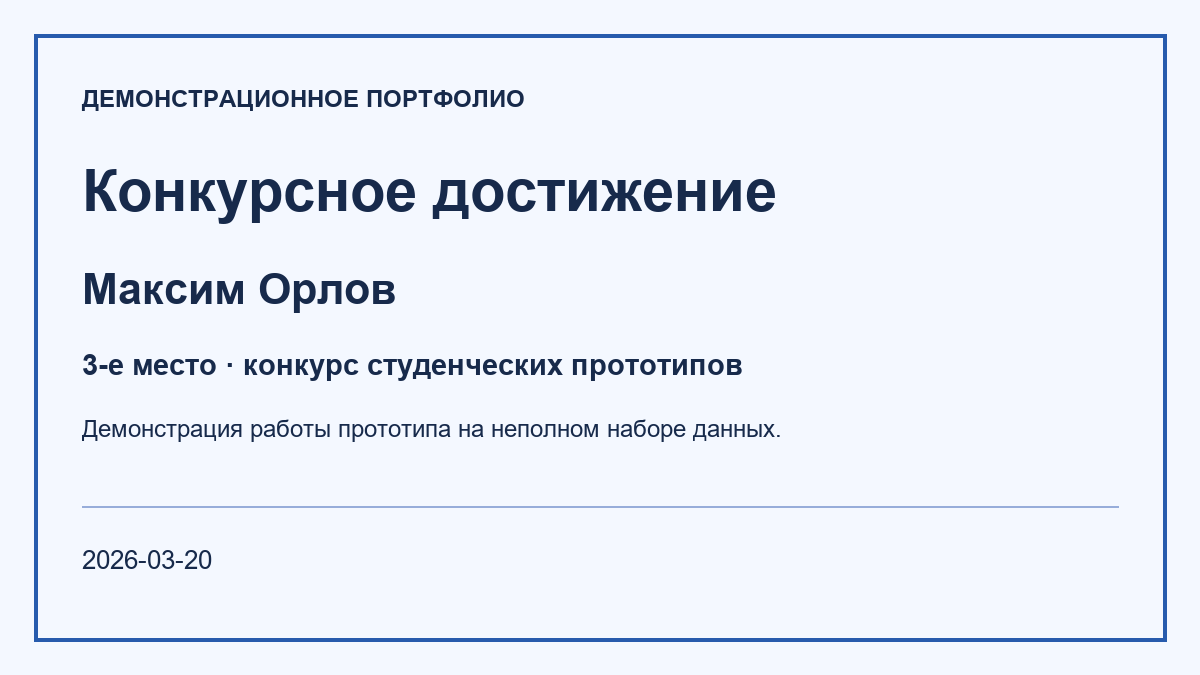 ДЕМОНСТРАЦИОННОЕ ПОРТФОЛИО
Конкурсное достижение
Максим Орлов
3-е место · конкурс студенческих прототипов
Демонстрация работы прототипа на неполном наборе данных.
2026-03-20